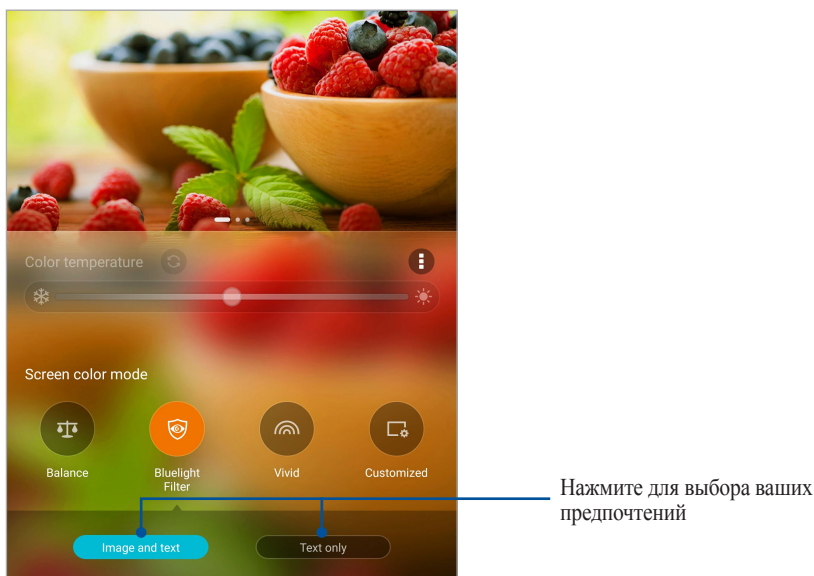 Color temperature
Screen color mode
Balance
Bluelight
Filter
Vivid
Customized
Нажмите для выбора ваших
предпочтений
Image and text
Text only